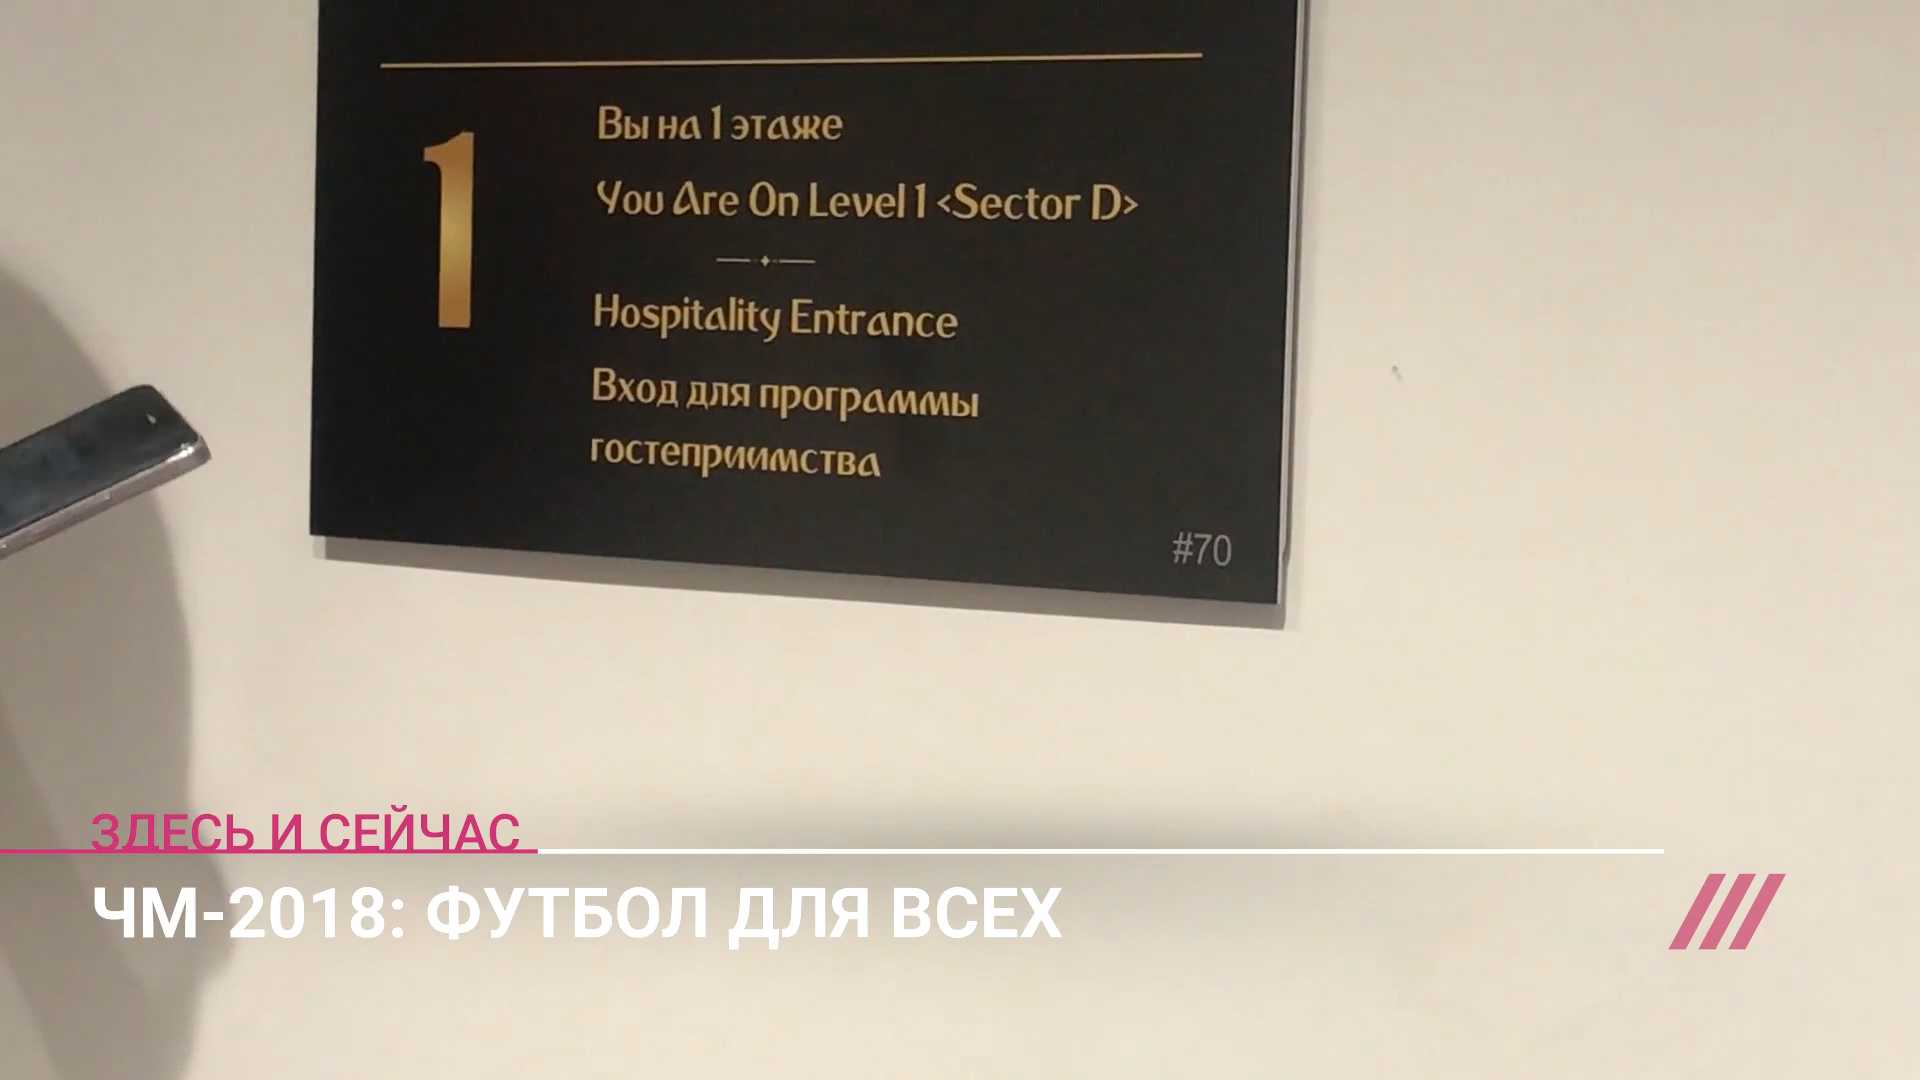 1
Вы на 1 этаже
You Are On Level 1 <Sector D>
Hospitality Entrance
Вход для программы
гостеприимства
#70
ЗДЕСЬ И СЕЙЧАС
ЧМ-2018: ФУТБОЛ ДЛЯ ВСЕХ